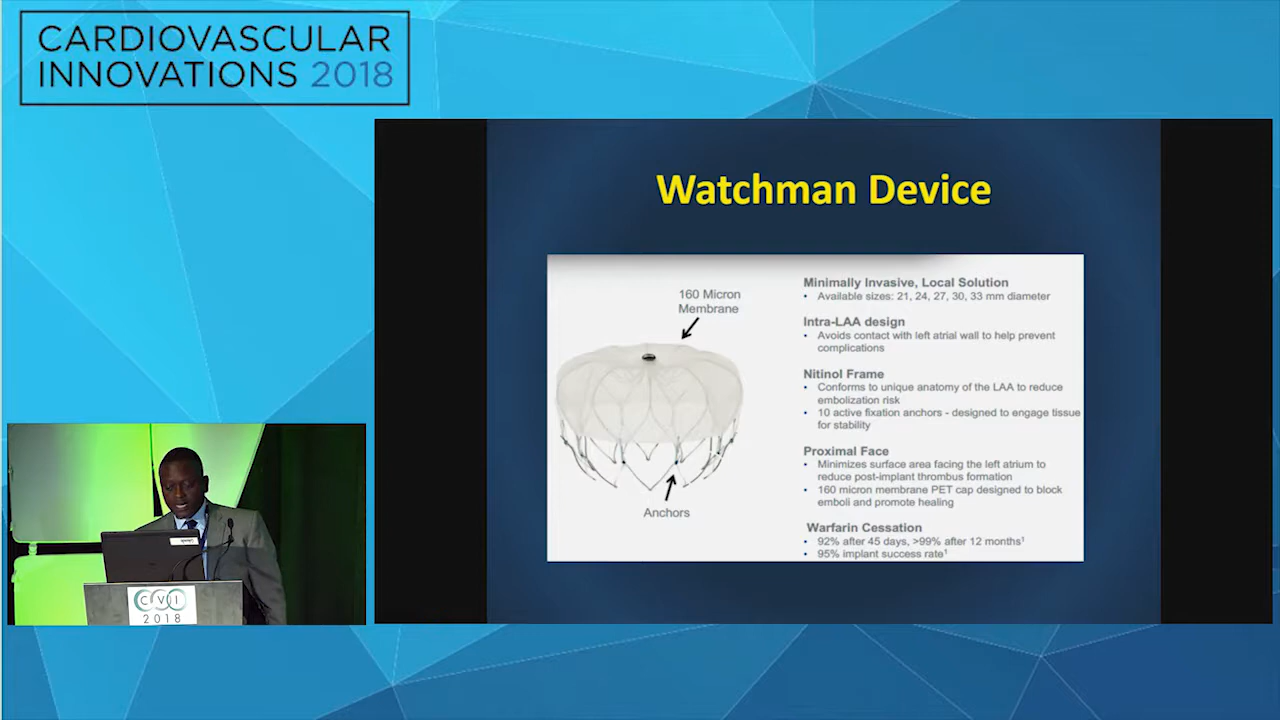 CARDIOVASCULAR
INNOVATIONS 2018
Watchman Device
160 Micron
Membrane
Anchors
Minimally Invasive, Local Solution
• Available sizes: 21, 24, 27, 30, 33 mm diameter
Intra-LAA design
• Avoids contact with left atrial wall to help prevent
complications
Nitinol Frame
• Conforms to unique anatomy of the LAA to reduce
embolization risk
• 10 active fixation anchors - designed to engage tissue
for stability
Proximal Face
• Minimizes surface area facing the left atrium to
reduce post-implant thrombus formation
• 160 micron membrane PET cap designed to block
emboli and promote healing
Warfarin Cessation
• 92% after 45 days, >99% after 12 months¹
• 95% implant success rate¹
CVI
2018